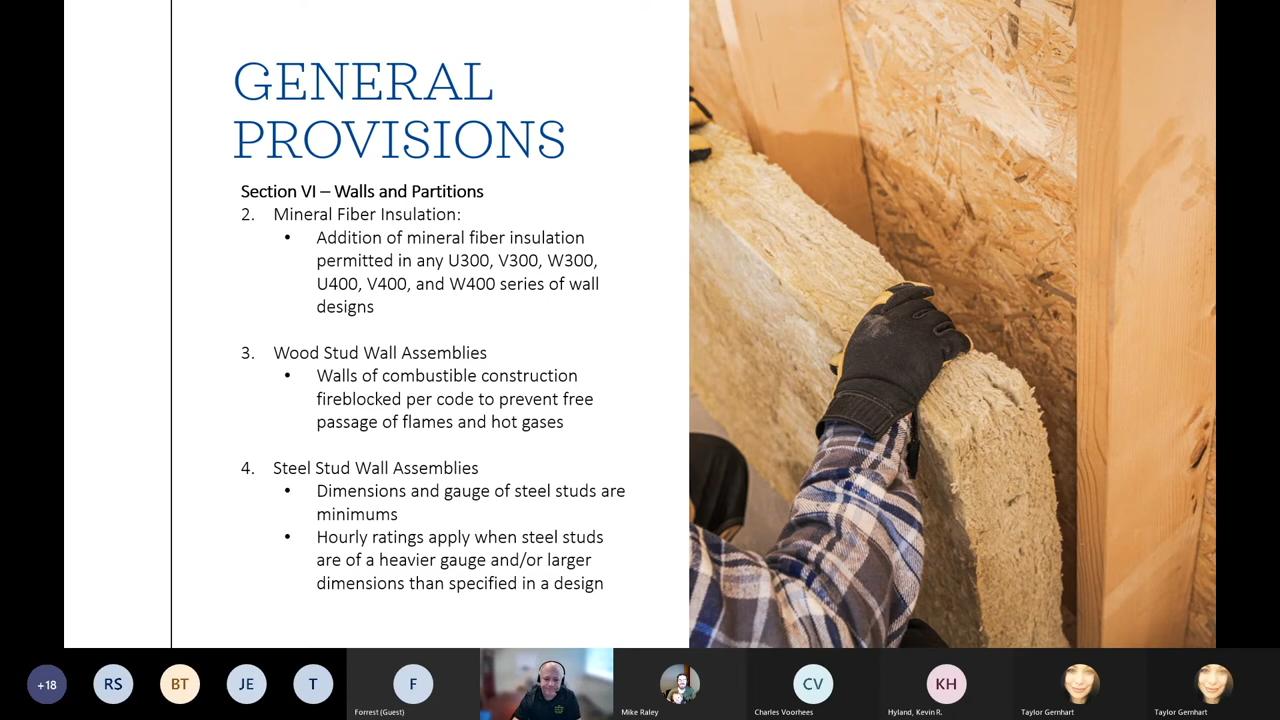 GENERAL
PROVISIONS
Section VI – Walls and Partitions
2. Mineral Fiber Insulation:
• Addition of mineral fiber insulation
permitted in any U300, V300, W300,
U400, V400, and W400 series of wall
designs
3. Wood Stud Wall Assemblies
• Walls of combustible construction
fireblocked per code to prevent free
passage of flames and hot gases
4. Steel Stud Wall Assemblies
• Dimensions and gauge of steel studs are
minimums
• Hourly ratings apply when steel studs
are of a heavier gauge and/or larger
dimensions than specified in a design
+18 RS BT JE T F CV KH
Forrest (Guest) Mike Raley Charles Voorhees Hyland, Kevin R. Taylor Gernhart Taylor Gernhart